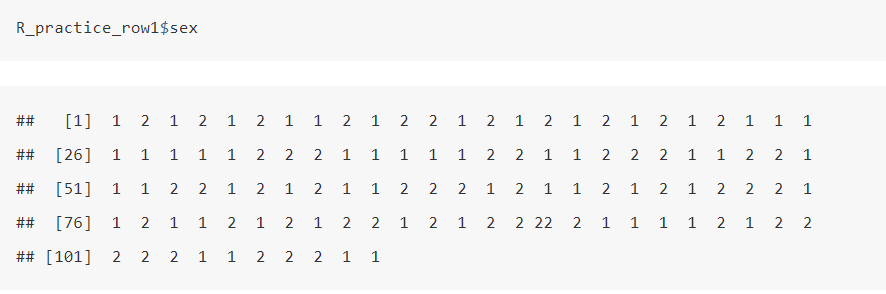 R_practice_row1$sex
##   [1]  1  2  1  2  1  2  1  1  2  1  2  2  1  2  1  2  1  2  1  2  1  2  1  1  1
##  [26]  1  1  1  1  1  2  2  2  1  1  1  1  1  2  2  1  1  2  2  2  1  1  2  2  1
##  [51]  1  1  2  2  1  2  1  2  1  1  2  2  2  1  2  1  1  2  1  2  1  2  2  2  1
##  [76]  1  2  1  1  2  1  2  1  2  2  1  2  1  2  2 22  2  1  1  1  1  2  1  2  2
## [101]  2  2  2  1  1  2  2  2  1  1